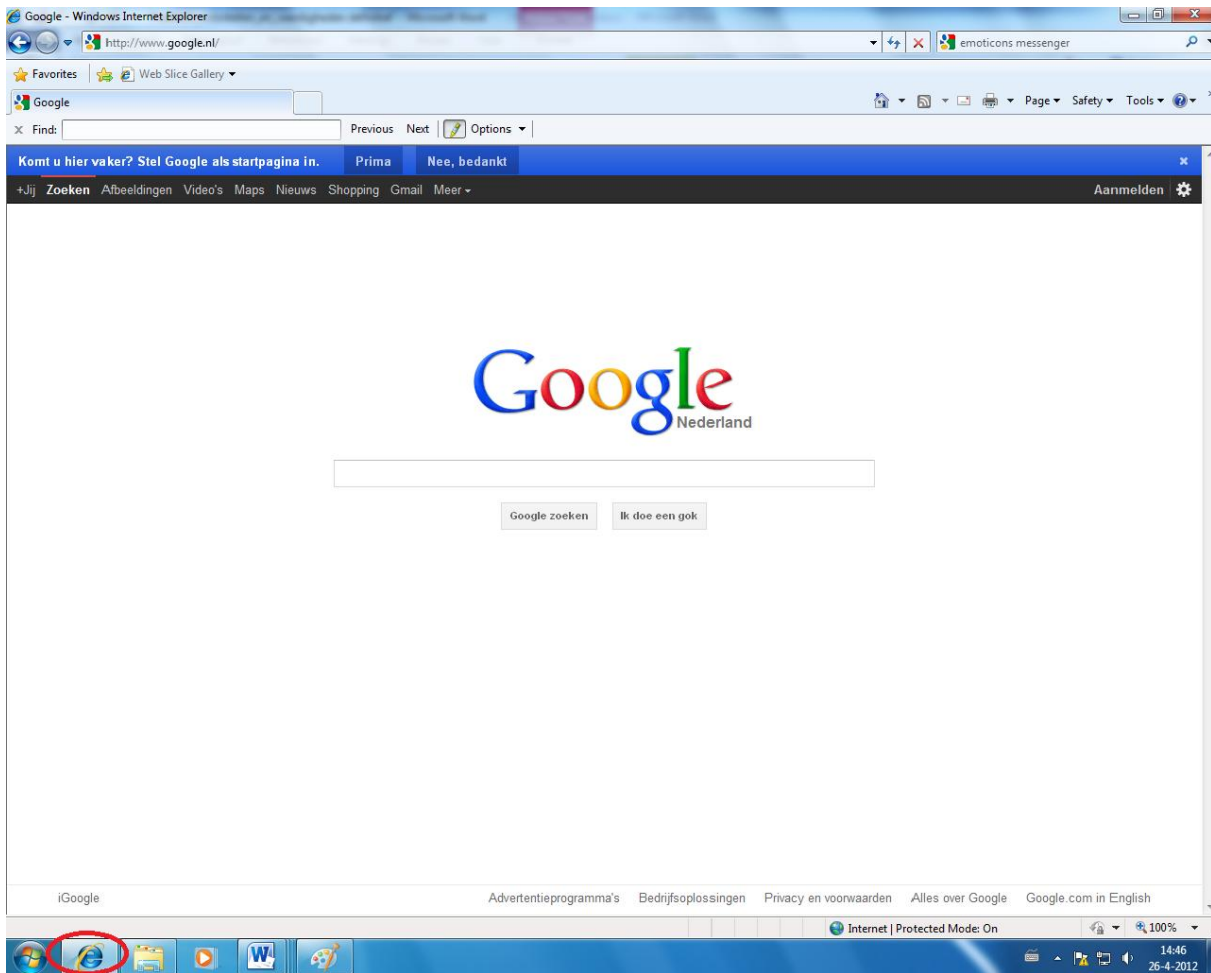 Google - Windows Internet Explorer
http://www.google.nl/
emoticons messenger
Favorites Web Slice Gallery
Google
Page Safety Tools
x Find: Previous Next Options
Komt u hier vaker? Stel Google als startpagina in. Prima Nee, bedankt
+Jij Zoeken Afbeeldingen Video's Maps Nieuws Shopping Gmail Meer Aanmelden
Google
Nederland
Google zoeken Ik doe een gok
iGoogle Advertentieprogramma's Bedrijfsoplossingen Privacy en voorwaarden Alles over Google Google.com in English
Internet | Protected Mode: On 100%
14:46
26-4-2012